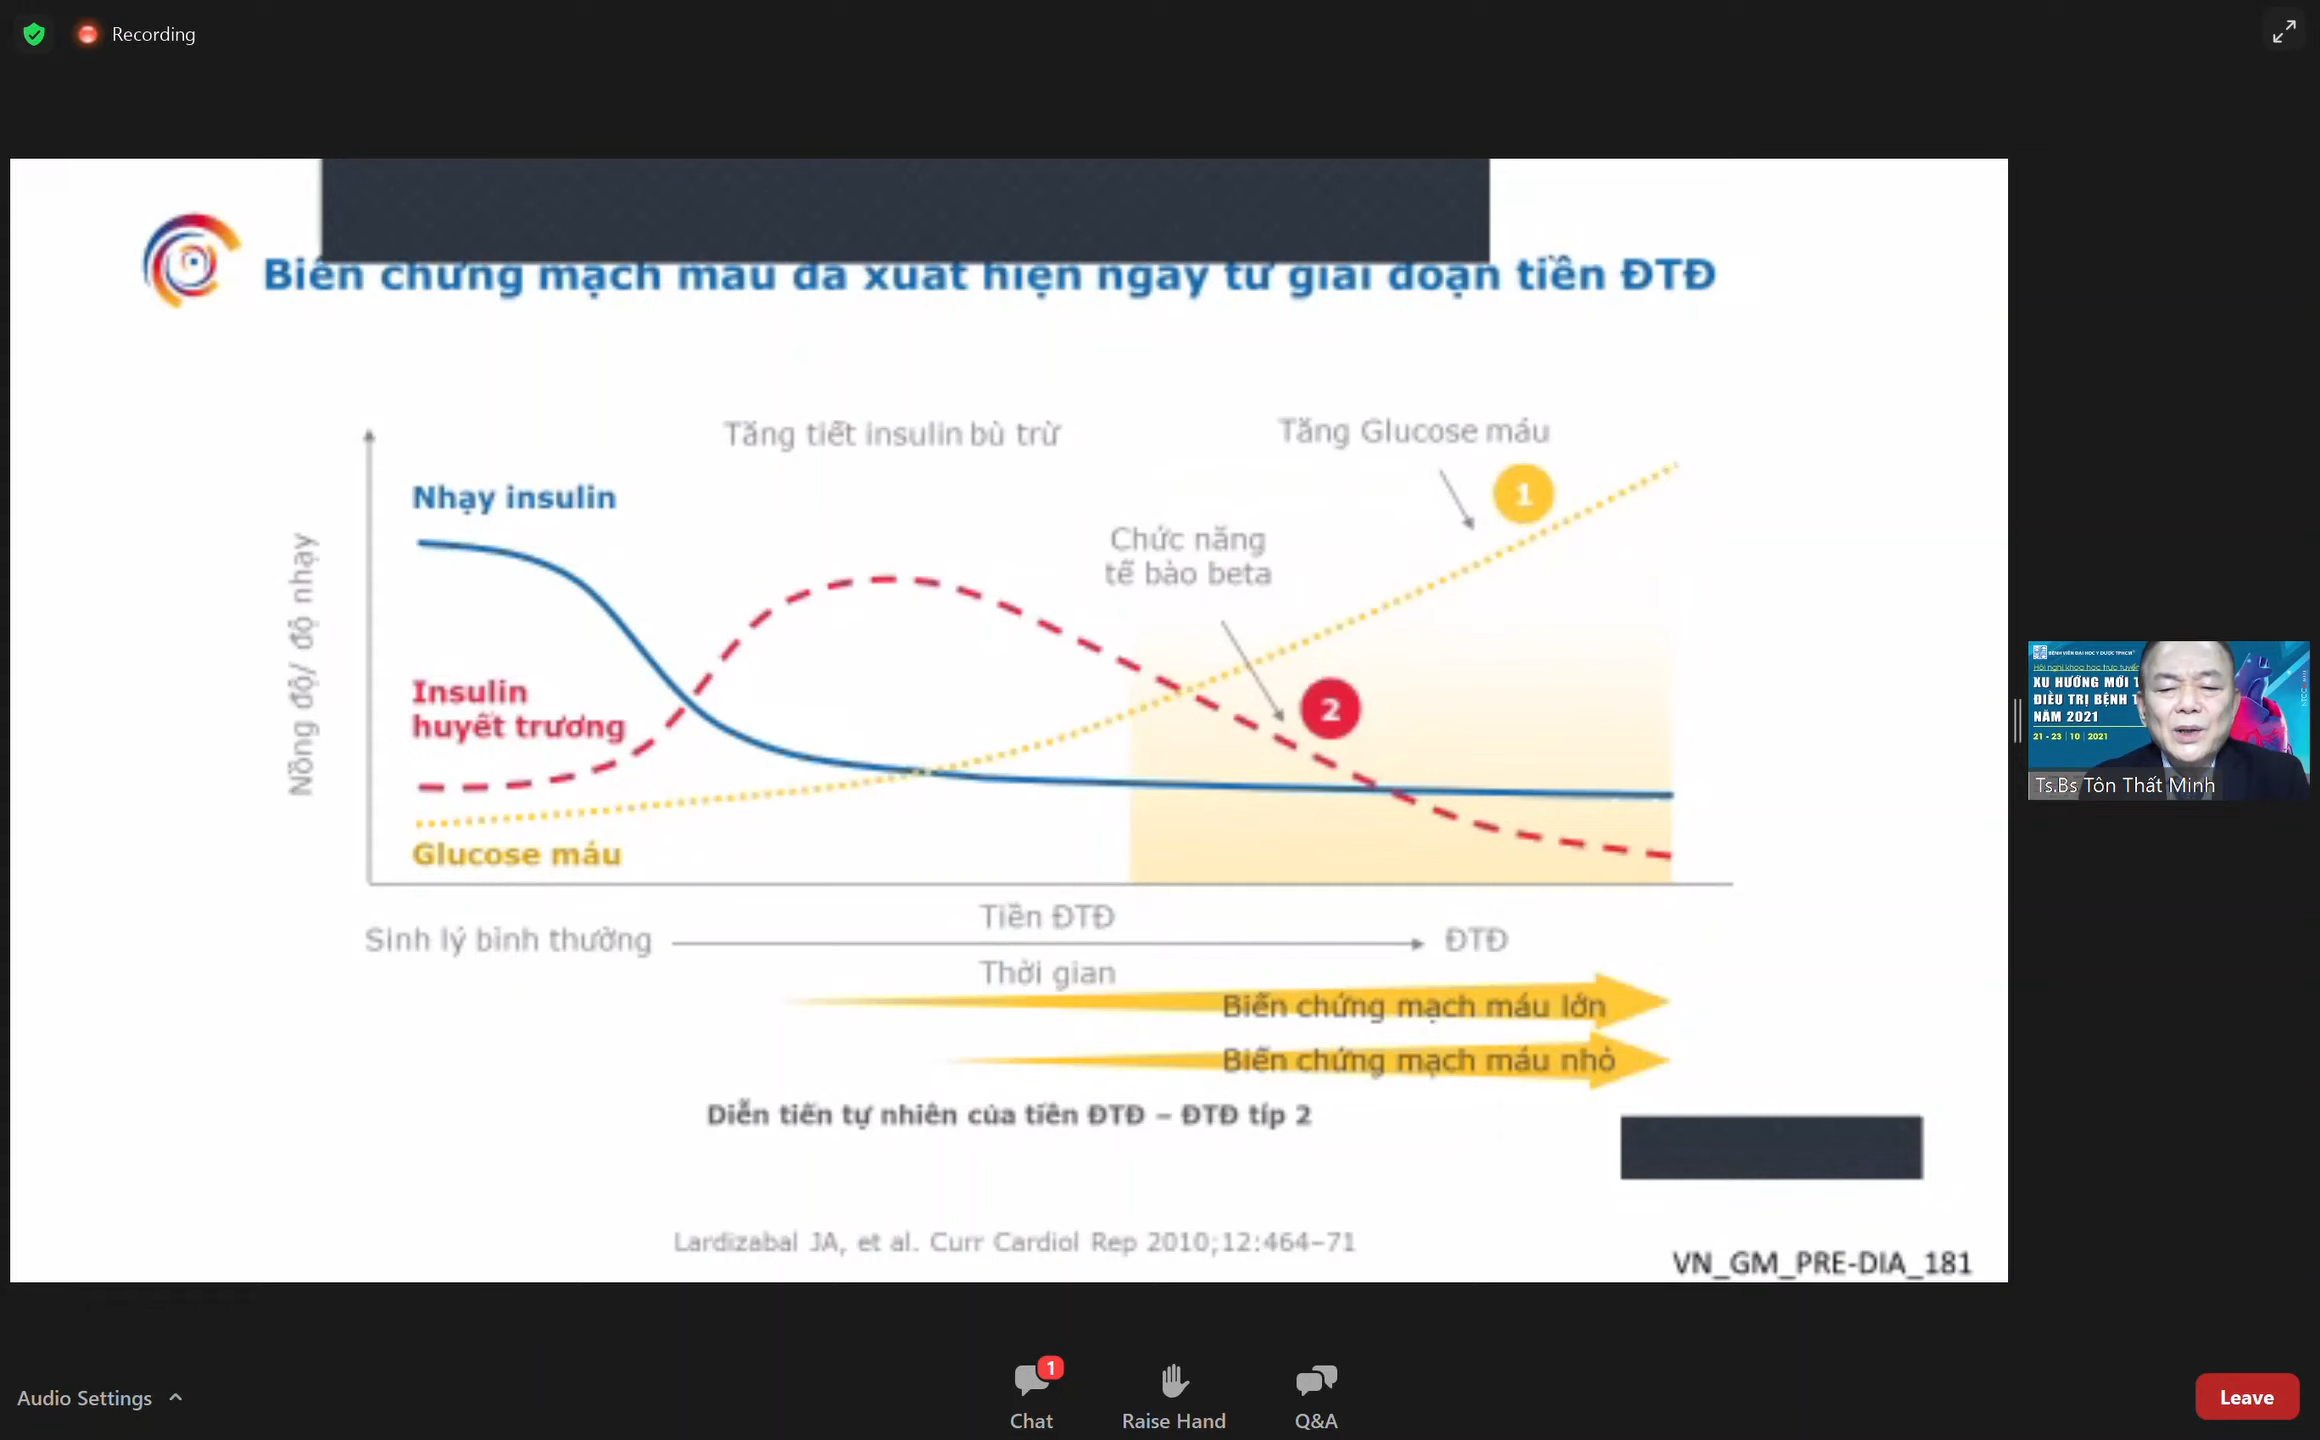 Recording
Biến chứng mạch máu đã xuất hiện ngay từ giai đoạn tiền ĐTĐ
Tăng tiết insulin bù trừ
Tăng Glucose máu
1
Nhạy insulin
Chức năng
tế bào beta
Nồng độ/ độ nhạy
2
Insulin
huyết trương
Glucose máu
Tiền ĐTĐ
Sinh lý bình thường
ĐTĐ
Thời gian
Biến chứng mạch máu lớn
Biến chứng mạch máu nhỏ
Diễn tiến tự nhiên của tiền ĐTĐ – ĐTĐ típ 2
Lardizabal JA, et al. Curr Cardiol Rep 2010;12:464–71
VN_GM_PRE-DIA_181
BỆNH VIỆN ĐẠI HỌC Y DƯỢC TPHCM
Hội nghị khoa học trực tuyến
XU HƯỚNG MỚI
ĐIỀU TRỊ BỆNH
NĂM 2021
21 - 23 | 10 | 2021
Ts.Bs Tôn Thất Minh
Audio Settings
1
Chat
Raise Hand
Q&A
Leave